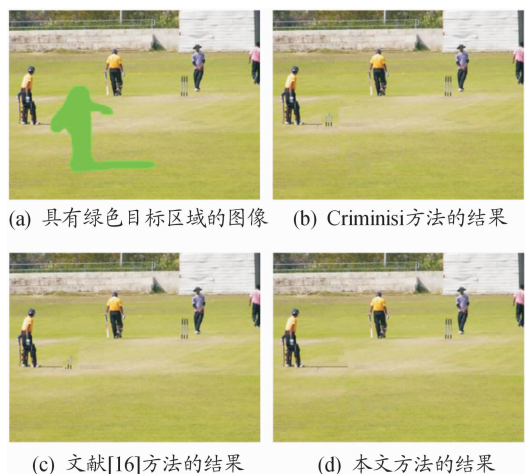 (a) 具有绿色目标区域的图像
(b) Criminisi方法的结果
(c) 文献[16]方法的结果
(d) 本文方法的结果